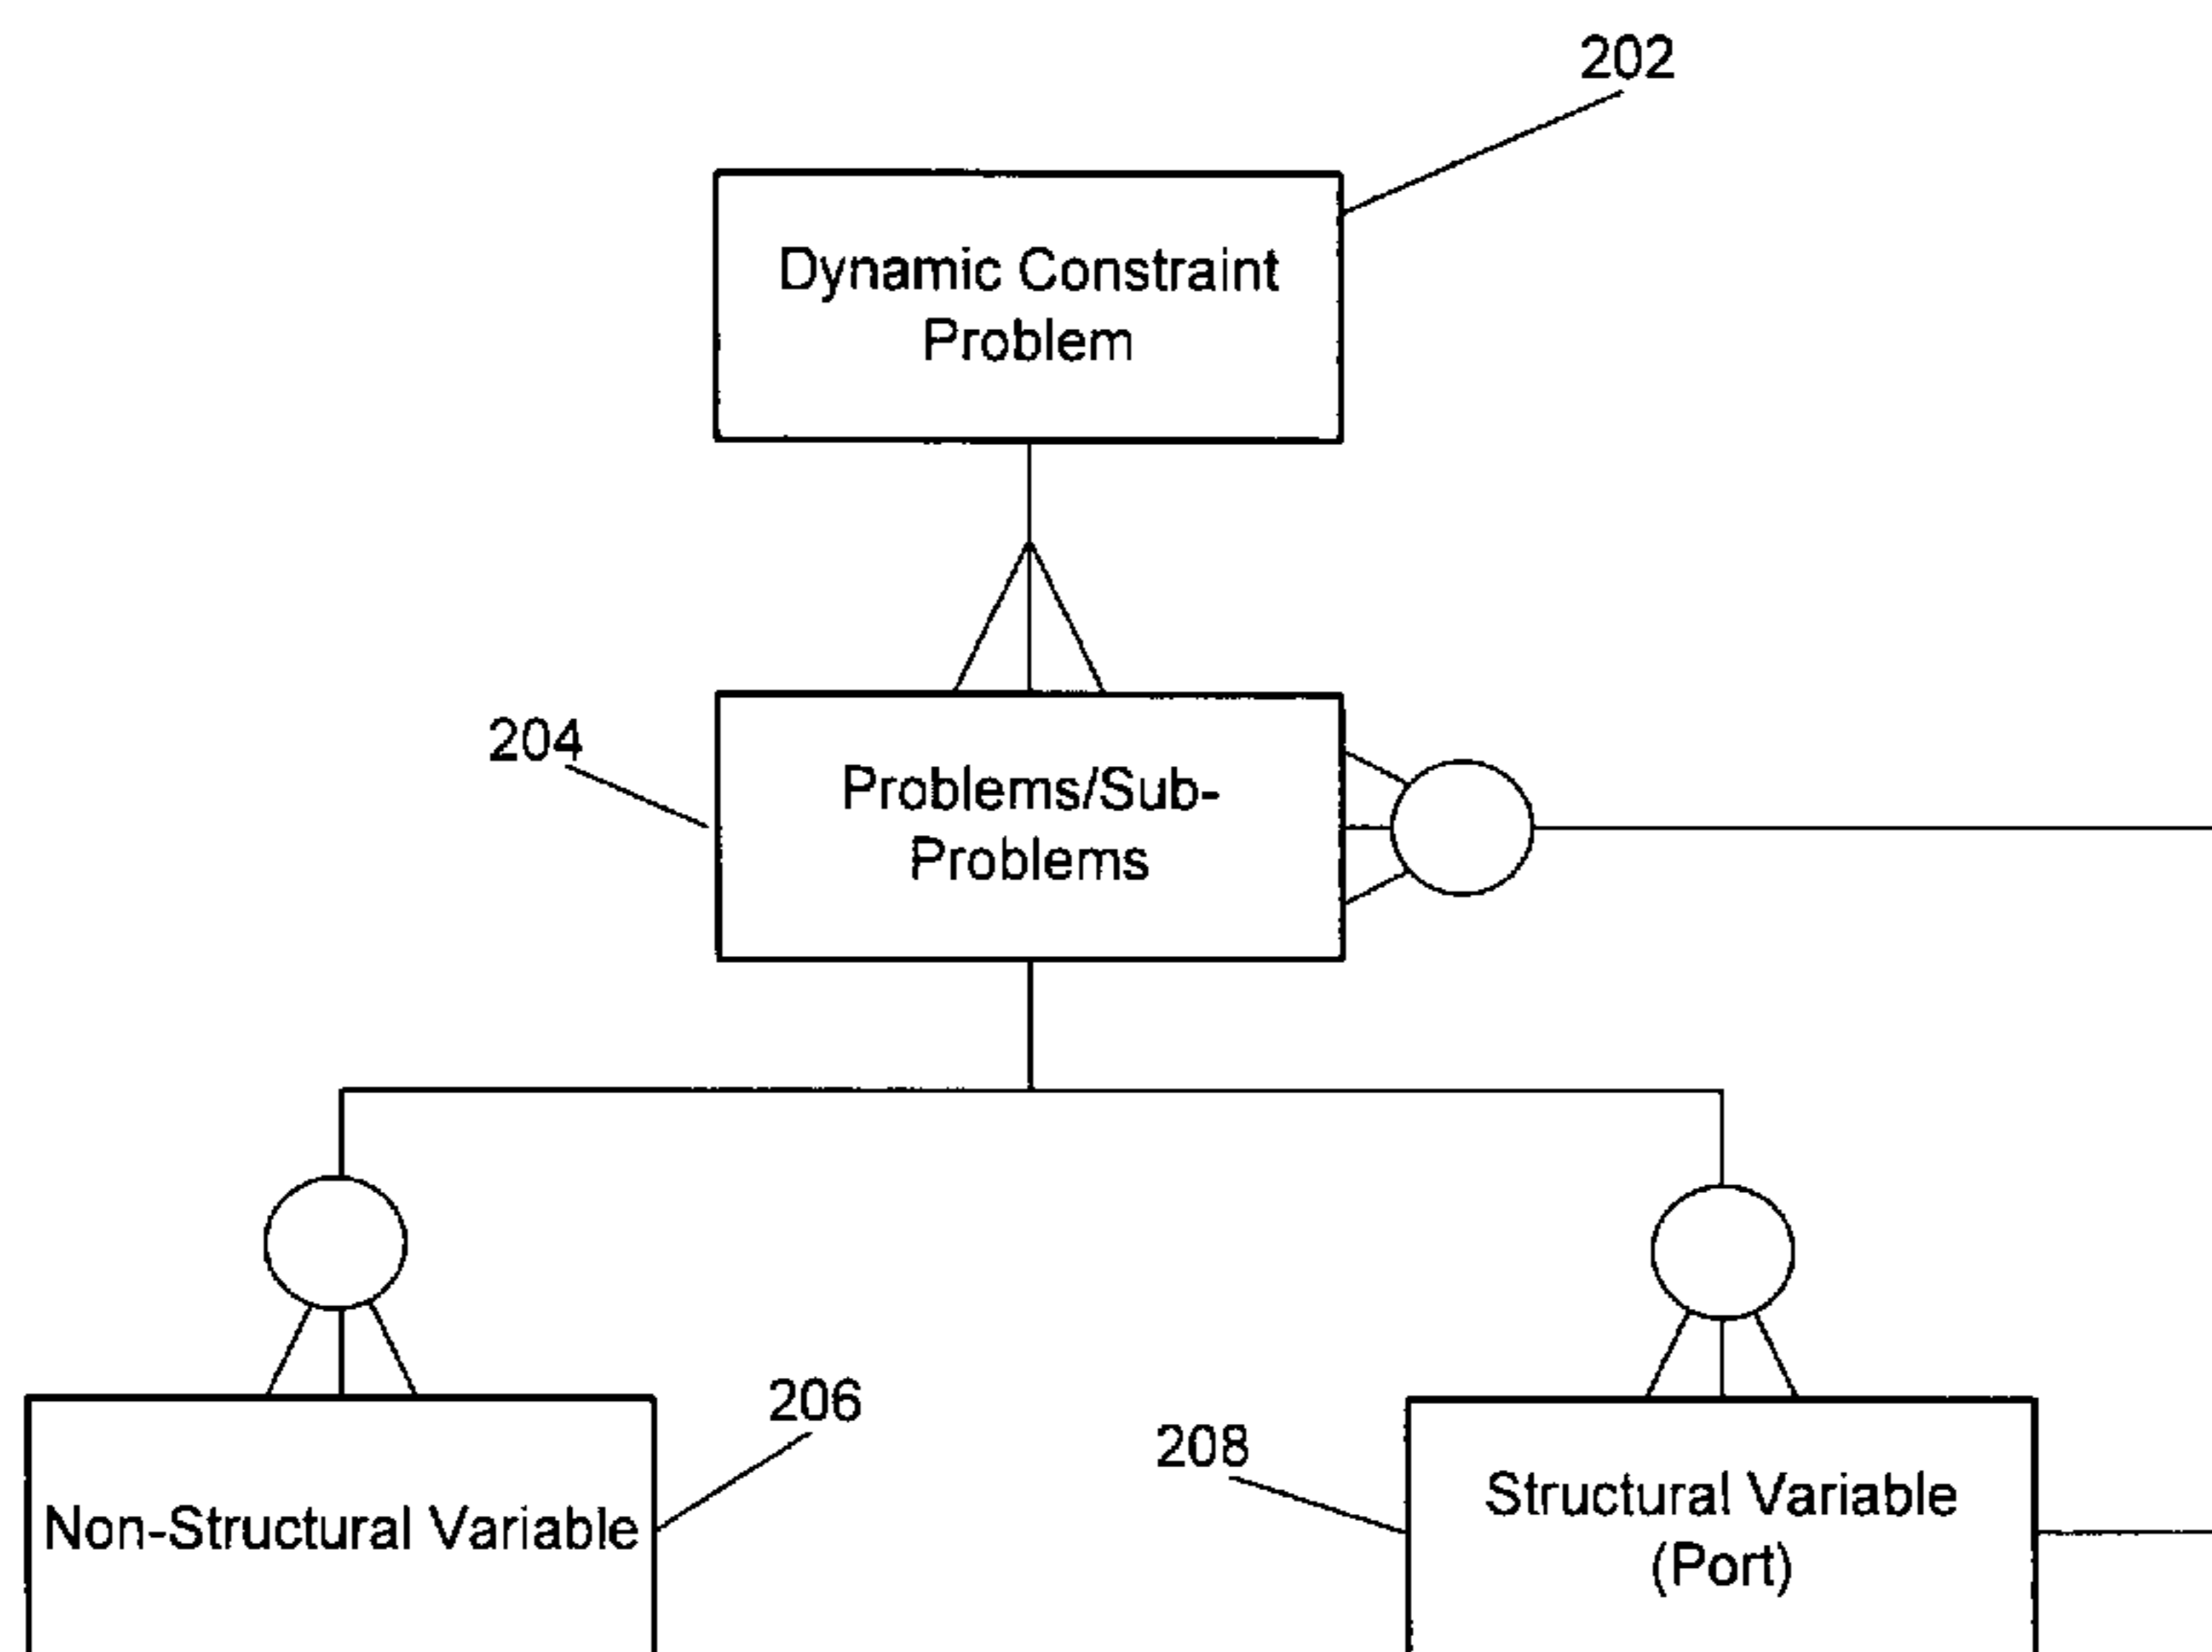 202
Dynamic Constraint
Problem
204
Problems/Sub-
Problems
206
208
Non-Structural Variable
Structural Variable
(Port)